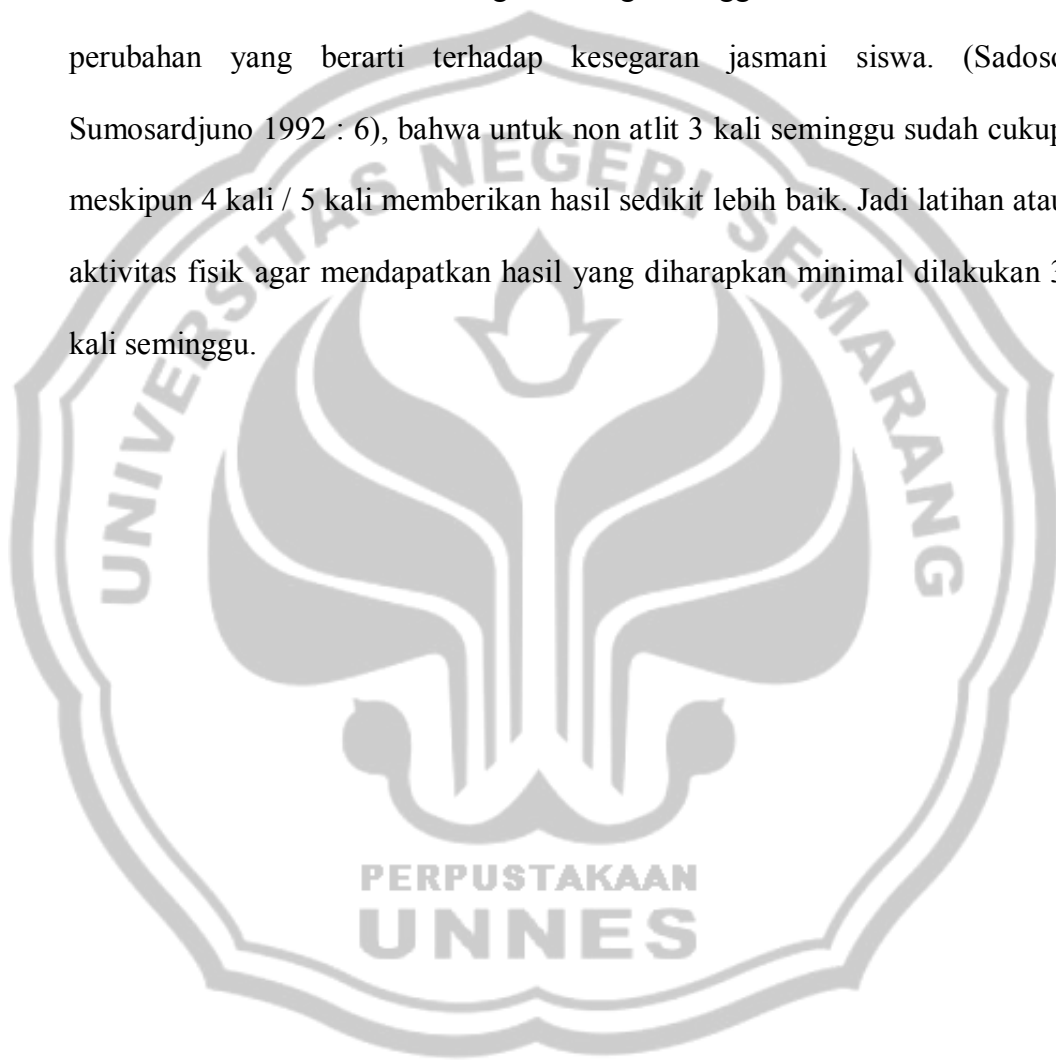 perubahan yang berarti terhadap kesegaran jasmani siswa. (Sadoso
Sumosardjuno 1992 : 6), bahwa untuk non atlit 3 kali seminggu sudah cukup
meskipun 4 kali / 5 kali memberikan hasil sedikit lebih baik. Jadi latihan atau
aktivitas fisik agar mendapatkan hasil yang diharapkan minimal dilakukan 3
kali seminggu.
UNIVERSITAS NEGERI SEMARANG
PERPUSTAKAAN
UNNES